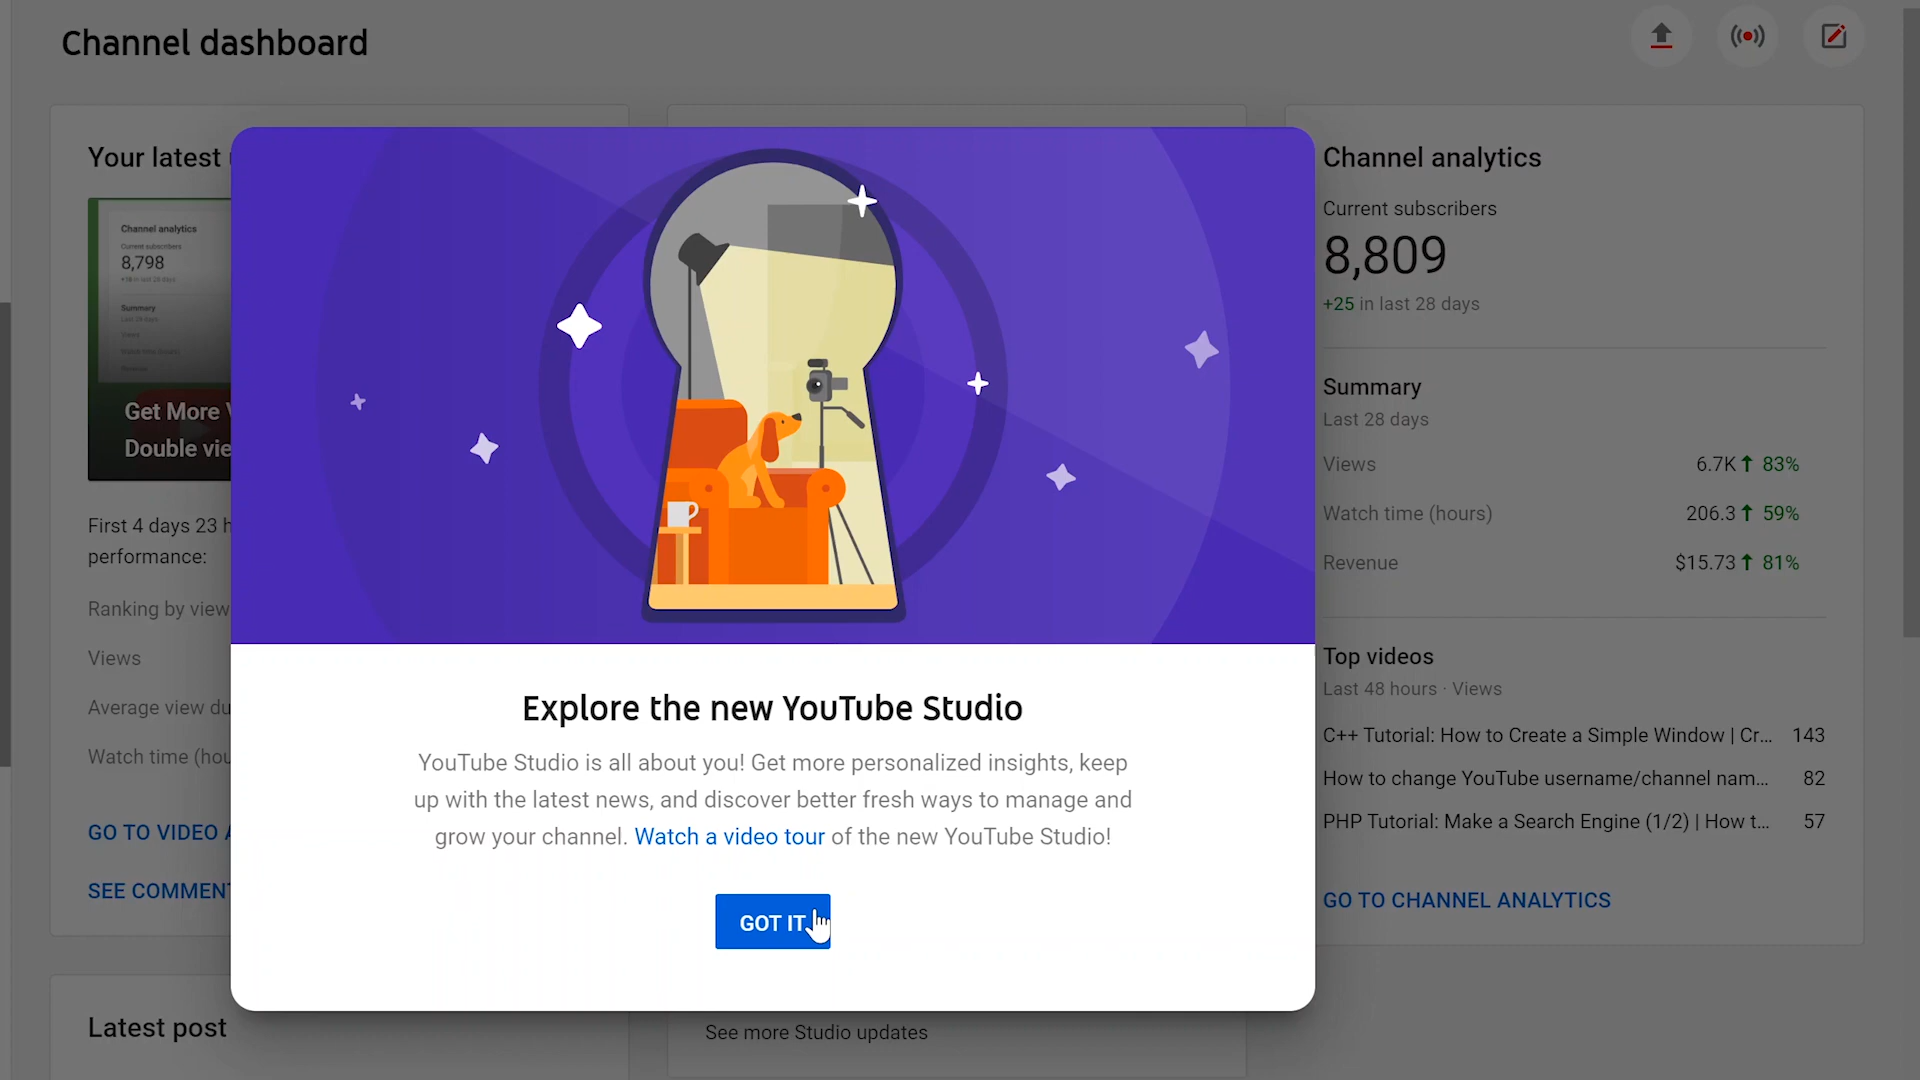 Channel dashboard
Your latest
Channel analytics
Current subscribers
8,798
Summary
Get More
Double vie
First 4 days 23 h
performance:
Ranking by view
Views
Average view du
Watch time (hou
GO TO VIDEO A
SEE COMMENT
Latest post
Explore the new YouTube Studio
YouTube Studio is all about you! Get more personalized insights, keep
up with the latest news, and discover better fresh ways to manage and
grow your channel. Watch a video tour of the new YouTube Studio!
GOT IT
See more Studio updates
Channel analytics
Current subscribers
8,809
+25 in last 28 days
Summary
Last 28 days
Views 6.7K 83%
Watch time (hours) 206.3 59%
Revenue $15.73 81%
Top videos
Last 48 hours · Views
C++ Tutorial: How to Create a Simple Window | Cr... 143
How to change YouTube username/channel nam... 82
PHP Tutorial: Make a Search Engine (1/2) | How t... 57
GO TO CHANNEL ANALYTICS